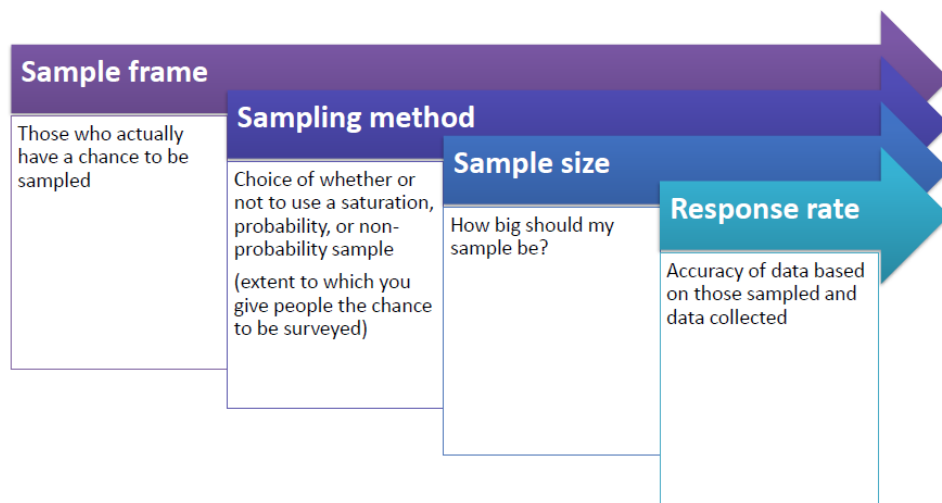 Sample frame
Those who actually
have a chance to be
sampled
Sampling method
Choice of whether or
not to use a saturation,
probability, or non-
probability sample
(extent to which you
give people the chance
to be surveyed)
Sample size
How big should my
sample be?
Response rate
Accuracy of data based
on those sampled and
data collected